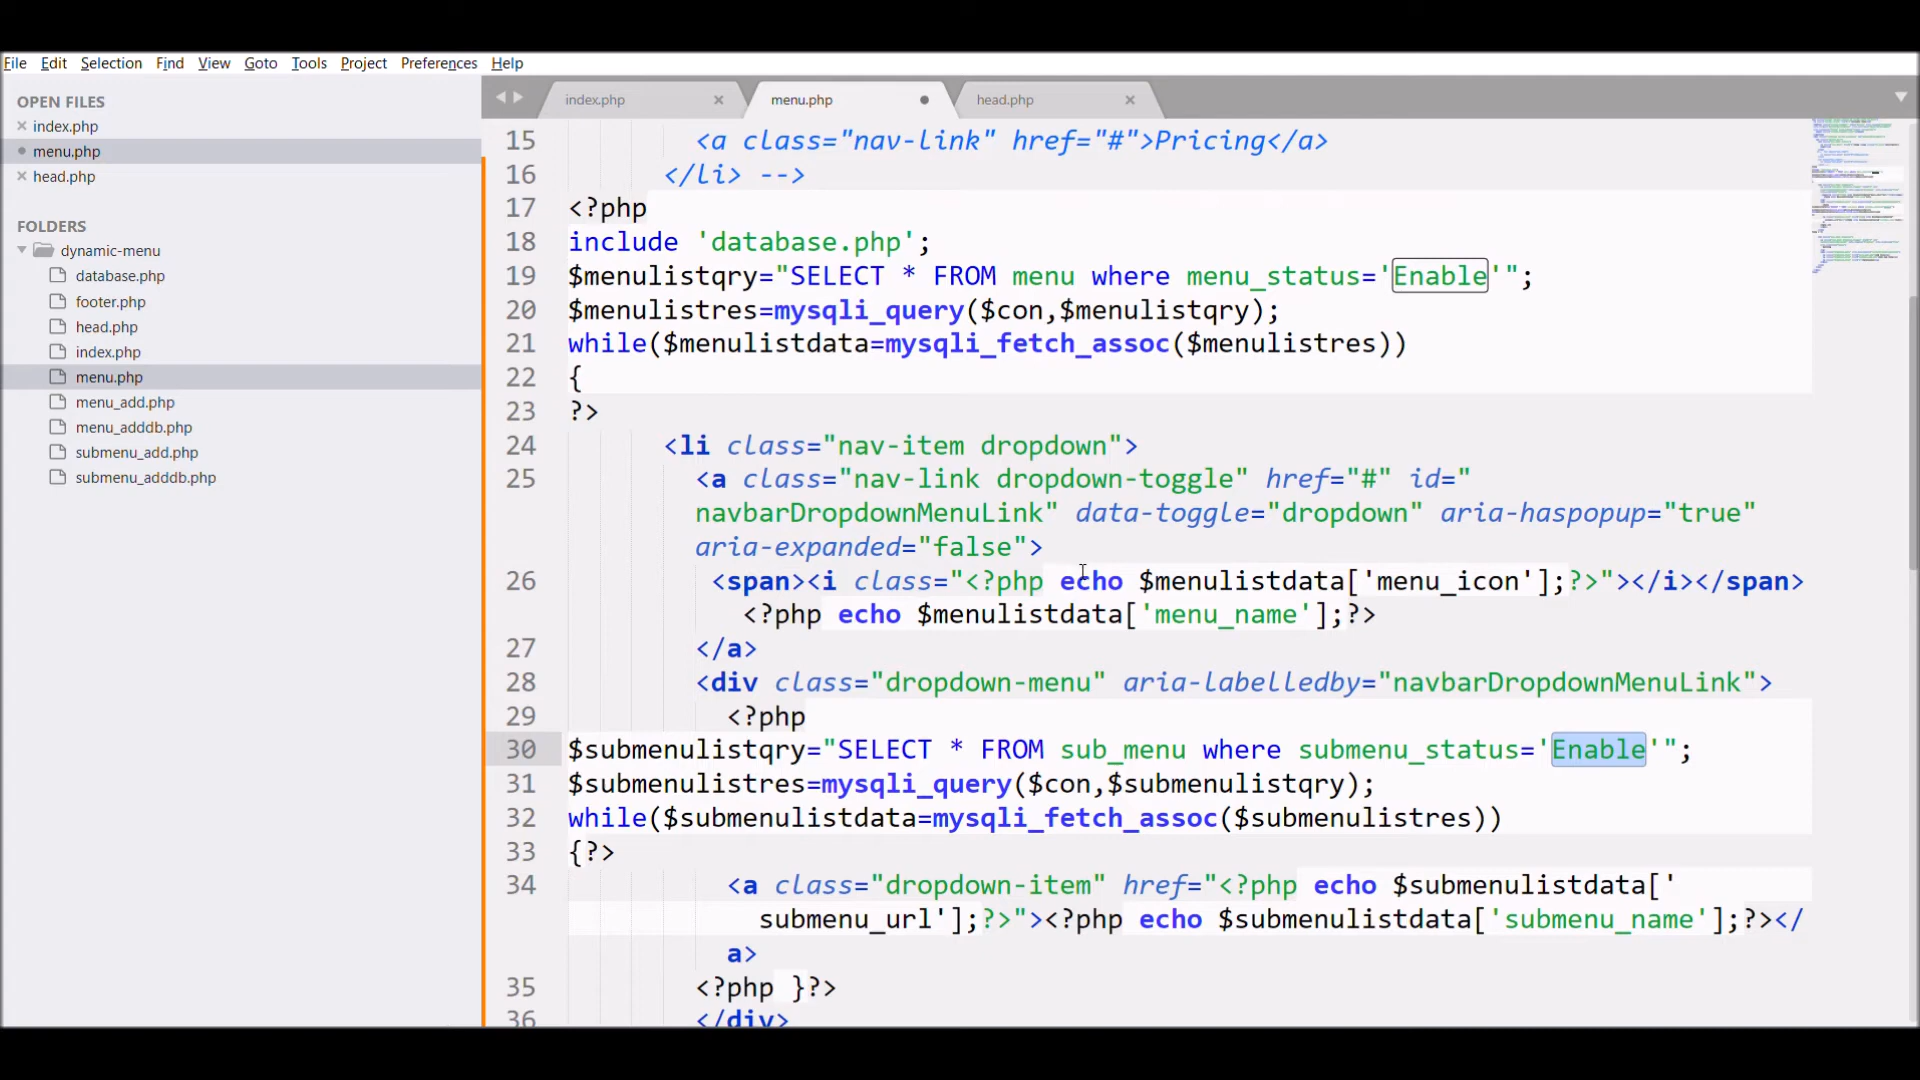 File Edit Selection Find View Goto Tools Project Preferences Help
OPEN FILES
index.php
menu.php
head.php
FOLDERS
dynamic-menu
database.php
footer.php
head.php
index.php
menu.php
menu_add.php
menu_adddb.php
submenu_add.php
submenu_adddb.php
index.php menu.php head.php
15 <a class="nav-link" href="#">Pricing</a>
16 </li> -->
17 <?php
18 include 'database.php';
19 $menulistqry="SELECT * FROM menu where menu_status='Enable'";
20 $menulistres=mysqli_query($con,$menulistqry);
21 while($menulistdata=mysqli_fetch_assoc($menulistres))
22 {
23 ?>
24 <li class="nav-item dropdown">
25 <a class="nav-link dropdown-toggle" href="#" id="
navbarDropdownMenuLink" data-toggle="dropdown" aria-haspopup="true"
aria-expanded="false">
26 <span><i class="<?php echo $menulistdata['menu_icon'];?>"></i></span>
<?php echo $menulistdata['menu_name'];?>
27 </a>
28 <div class="dropdown-menu" aria-labelledby="navbarDropdownMenuLink">
29 <?php
30 $submenulistqry="SELECT * FROM sub_menu where submenu_status='Enable'";
31 $submenulistres=mysqli_query($con,$submenulistqry);
32 while($submenulistdata=mysqli_fetch_assoc($submenulistres))
33 {?>
34 <a class="dropdown-item" href="<?php echo $submenulistdata['
submenu_url'];?>"><?php echo $submenulistdata['submenu_name'];?></
a>
35 <?php }?>
36 </div>